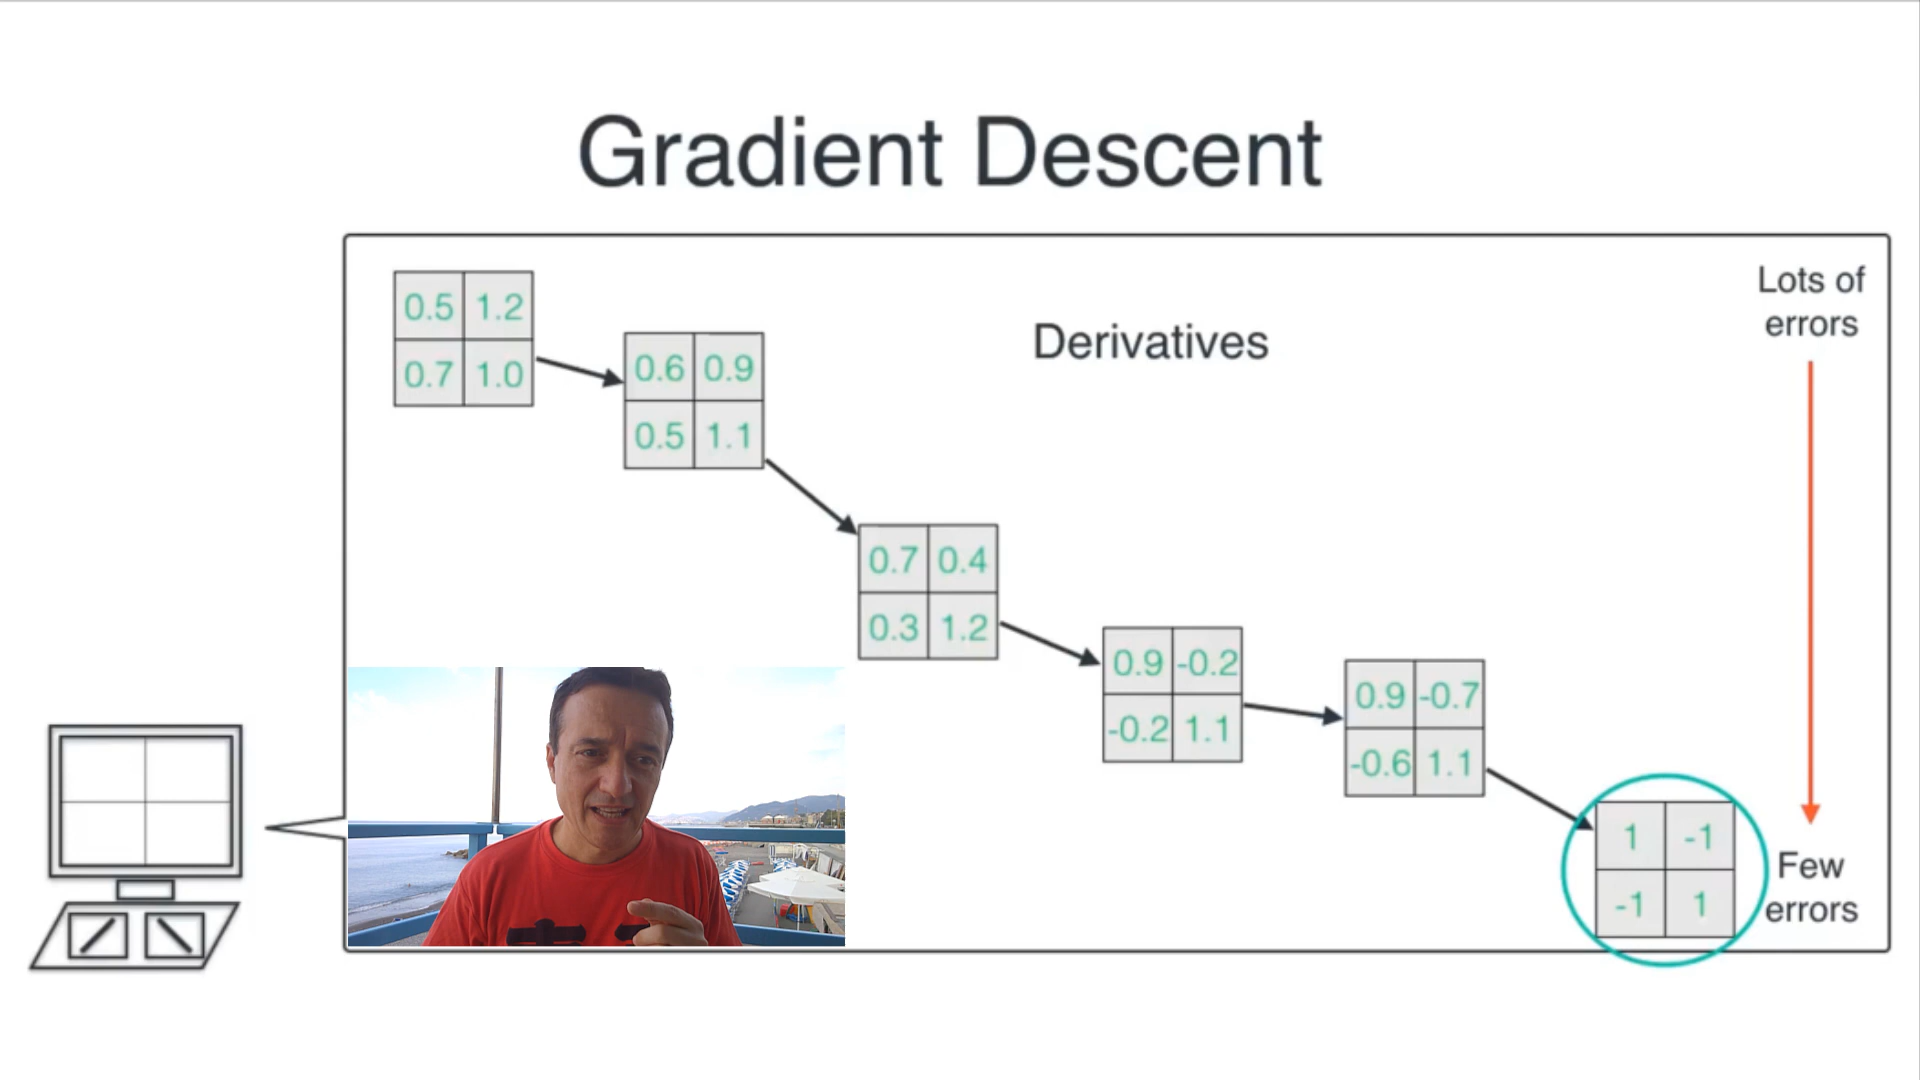 Gradient Descent
0.5 1.2
0.7 1.0
0.6 0.9
0.5 1.1
Derivatives
Lots of
errors
0.7 0.4
0.3 1.2
0.9 -0.2
-0.2 1.1
0.9 -0.7
-0.6 1.1
1 -1
-1 1
Few
errors